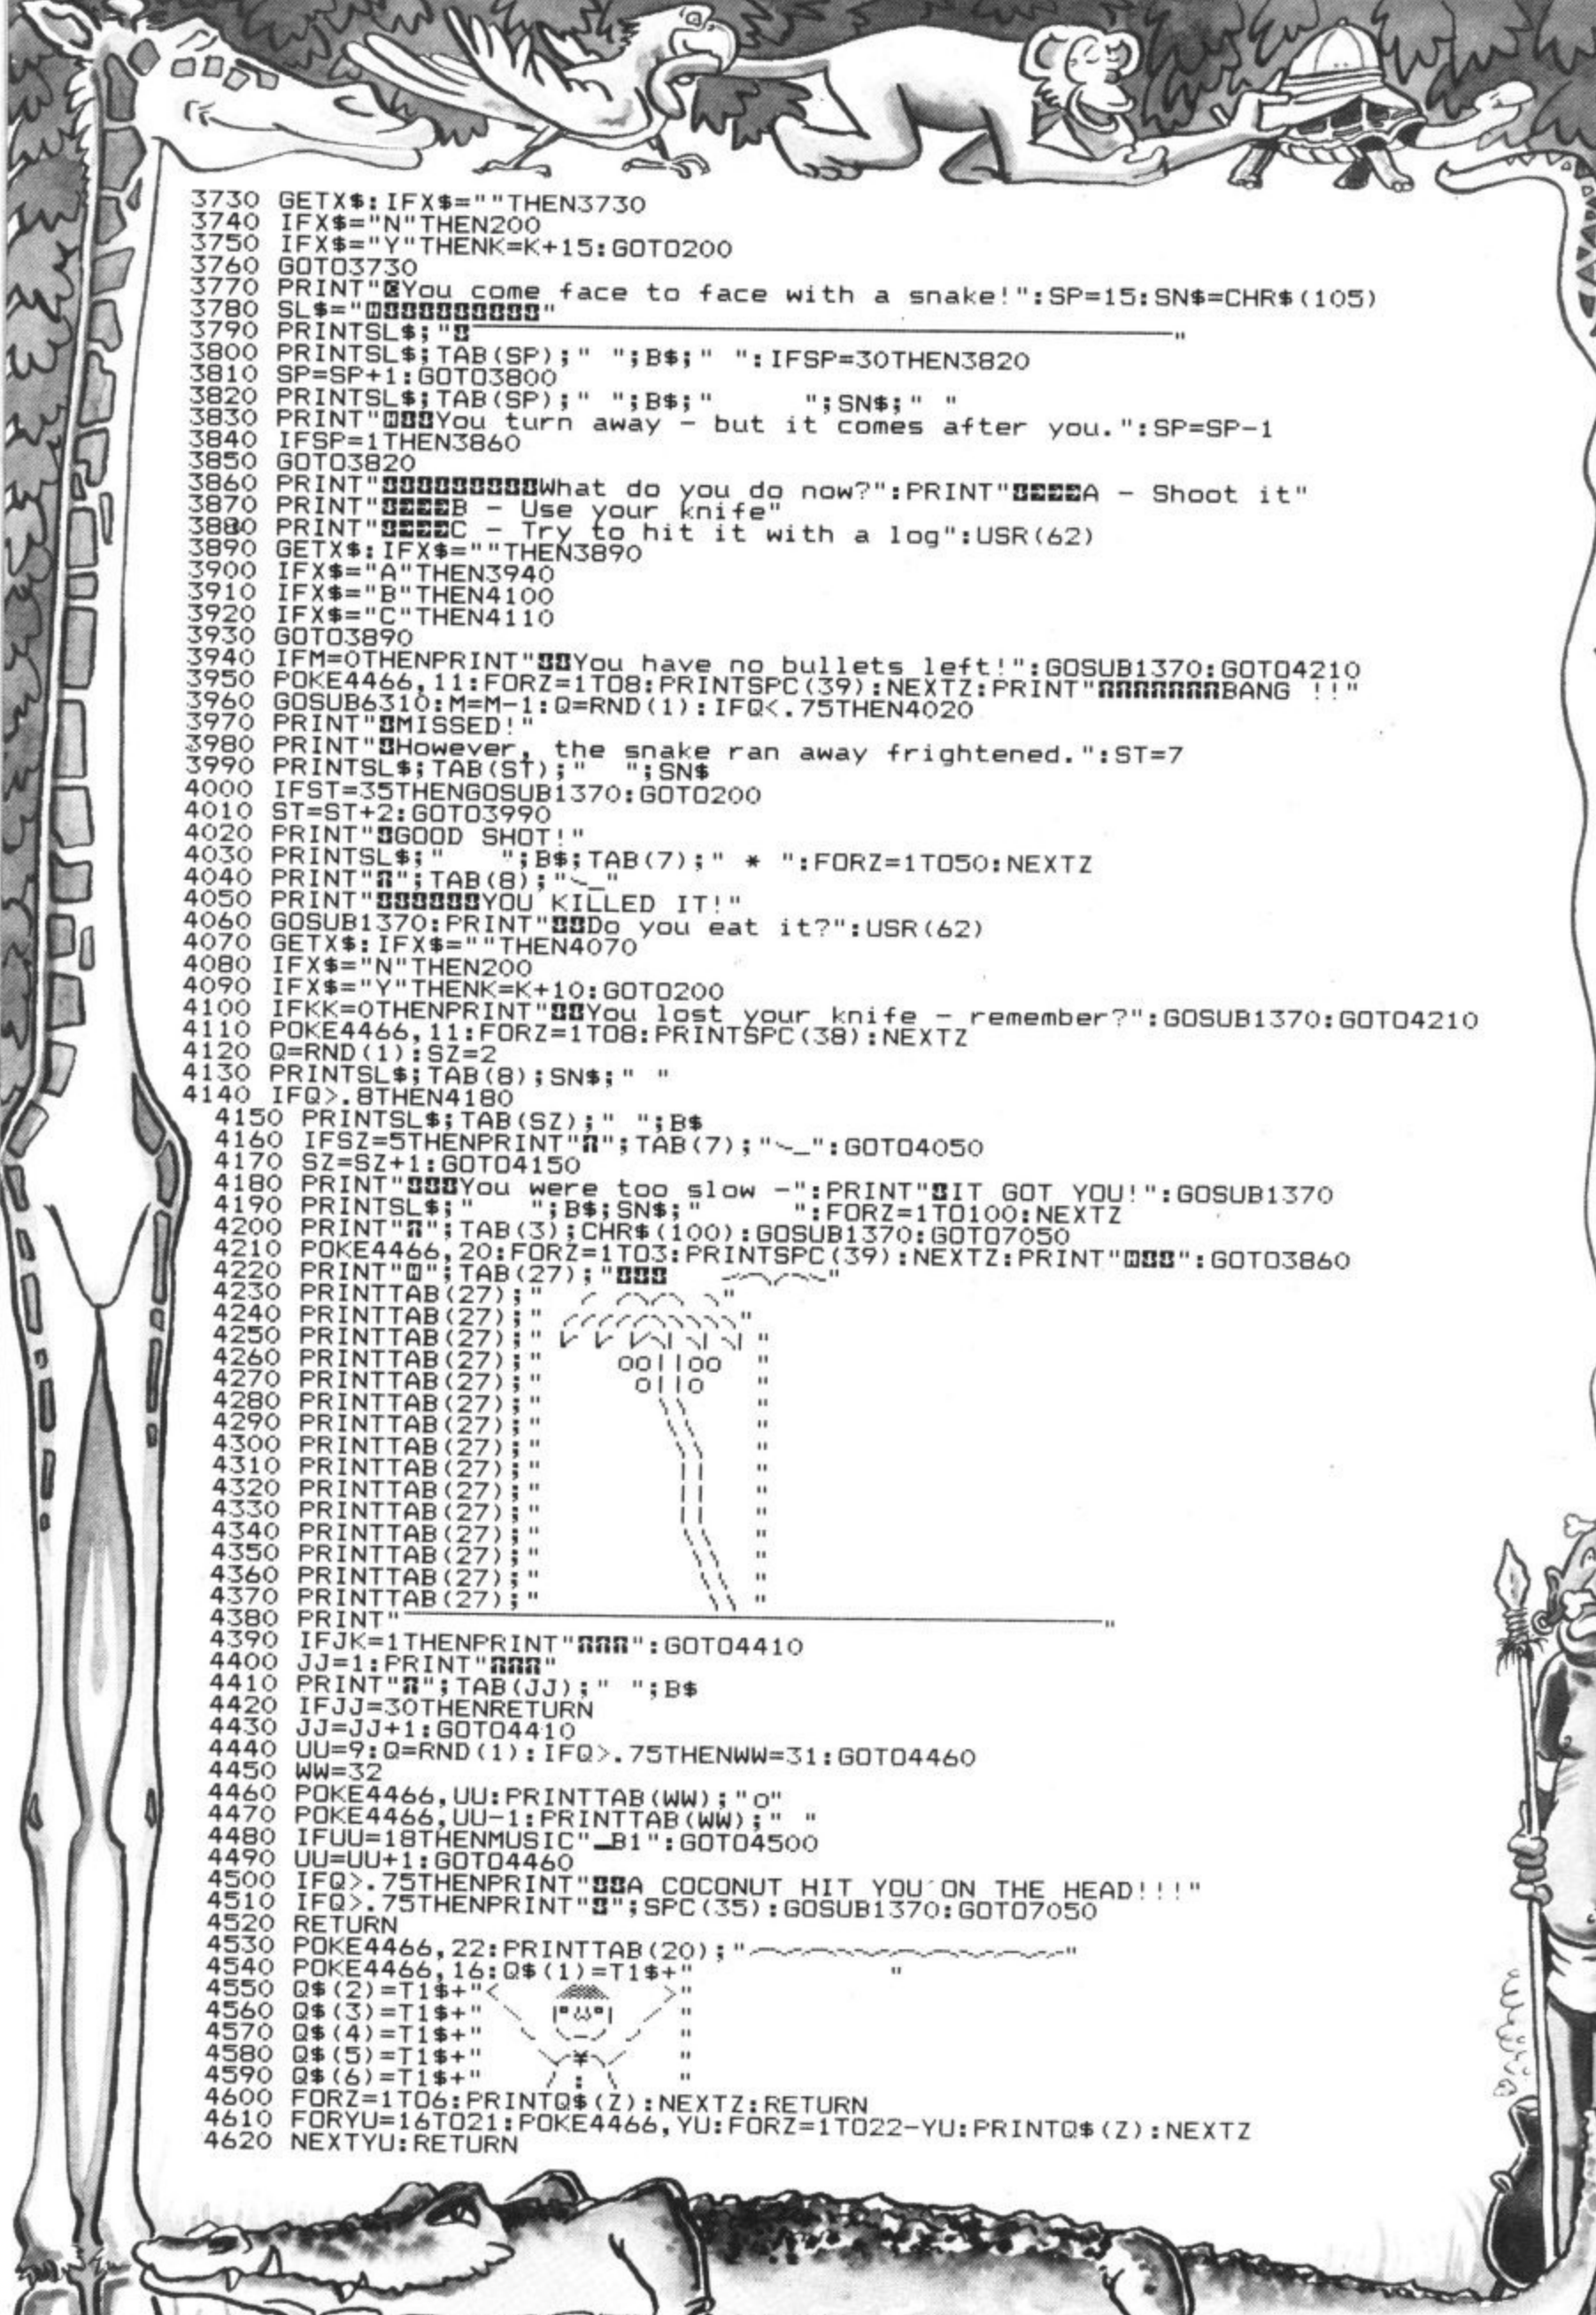 3730 GETX$:IFX$=""THEN3730
3740 IFX$="N"THEN200
3750 IFX$="Y"THENK=K+15:GOTO200
3760 GOTO3730
3770 PRINT"You come face to face with a snake!":SP=15:SN$=CHR$(105)
3780 SL$=""
3790 PRINTSL$;""
3800 PRINTSL$;TAB(SP);" ";B$;" ":IFSP=30THEN3820
3810 SP=SP+1:GOTO3800
3820 PRINTSL$;TAB(SP);" ";B$;"     ";SN$;" "
3830 PRINT"You turn away - but it comes after you.":SP=SP-1
3840 IFSP=1THEN3860
3850 GOTO3820
3860 PRINT"What do you do now?":PRINT"A - Shoot it"
3870 PRINT"B - Use your knife"
3880 PRINT"C - Try to hit it with a log":USR(62)
3890 GETX$:IFX$=""THEN3890
3900 IFX$="A"THEN3940
3910 IFX$="B"THEN4100
3920 IFX$="C"THEN4110
3930 GOTO3890
3940 IFM=0THENPRINT"You have no bullets left!":GOSUB1370:GOTO4210
3950 POKE4466,11:FORZ=1TO8:PRINTSPC(39):NEXTZ:PRINT"BANG !!"
3960 GOSUB6310:M=M-1:Q=RND(1):IFQ<.75THEN4020
3970 PRINT"MISSED!"
3980 PRINT"However, the snake ran away frightened.":ST=7
3990 PRINTSL$;TAB(ST);"  ";SN$
4000 IFST=35THENGOSUB1370:GOTO200
4010 ST=ST+2:GOTO3990
4020 PRINT"GOOD SHOT!"
4030 PRINTSL$;"   ";B$;TAB(7);" * ":FORZ=1TO50:NEXTZ
4040 PRINT"";TAB(8);"~_"
4050 PRINT"YOU KILLED IT!"
4060 GOSUB1370:PRINT"Do you eat it?":USR(62)
4070 GETX$:IFX$=""THEN4070
4080 IFX$="N"THEN200
4090 IFX$="Y"THENK=K+10:GOTO200
4100 IFKK=0THENPRINT"You lost your knife - remember?":GOSUB1370:GOTO4210
4110 POKE4466,11:FORZ=1TO8:PRINTSPC(38):NEXTZ
4120 Q=RND(1):SZ=2
4130 PRINTSL$;TAB(8);SN$;" "
4140 IFQ>.8THEN4180
4150 PRINTSL$;TAB(SZ);" ";B$
4160 IFSZ=5THENPRINT"";TAB(7);"~_":GOTO4050
4170 SZ=SZ+1:GOTO4150
4180 PRINT"You were too slow -":PRINT"IT GOT YOU!":GOSUB1370
4190 PRINTSL$;"   ";B$;SN$;"     ":FORZ=1TO100:NEXTZ
4200 PRINT"";TAB(3);CHR$(100):GOSUB1370:GOTO7050
4210 POKE4466,20:FORZ=1TO3:PRINTSPC(39):NEXTZ:PRINT"":GOTO3860
4220 PRINT"";TAB(27);""
4230 PRINTTAB(27);""
4240 PRINTTAB(27);""
4250 PRINTTAB(27);""
4260 PRINTTAB(27);"    OO||OO  "
4270 PRINTTAB(27);"     O||O   "
4280 PRINTTAB(27);"      \\    "
4290 PRINTTAB(27);"      \\    "
4300 PRINTTAB(27);"       \\   "
4310 PRINTTAB(27);"       ||   "
4320 PRINTTAB(27);"       ||   "
4330 PRINTTAB(27);"       ||   "
4340 PRINTTAB(27);"       \\   "
4350 PRINTTAB(27);"        \\  "
4360 PRINTTAB(27);"        \\  "
4370 PRINTTAB(27);"         \\ "
4380 PRINT""
4390 IFJK=1THENPRINT"":GOTO4410
4400 JJ=1:PRINT""
4410 PRINT"";TAB(JJ);" ";B$
4420 IFJJ=30THENRETURN
4430 JJ=JJ+1:GOTO4410
4440 UU=9:Q=RND(1):IFQ>.75THENWW=31:GOTO4460
4450 WW=32
4460 POKE4466,UU:PRINTTAB(WW);"o"
4470 POKE4466,UU-1:PRINTTAB(WW);" "
4480 IFUU=18THENMUSIC"_B1":GOTO4500
4490 UU=UU+1:GOTO4460
4500 IFQ>.75THENPRINT"A COCONUT HIT YOU ON THE HEAD!!!"
4510 IFQ>.75THENPRINT"";SPC(35):GOSUB1370:GOTO7050
4520 RETURN
4530 POKE4466,22:PRINTTAB(20);""
4540 POKE4466,16:Q$(1)=T1$+"            "
4550 Q$(2)=T1$+"<         >"
4560 Q$(3)=T1$+""
4570 Q$(4)=T1$+""
4580 Q$(5)=T1$+"    ¥    "
4590 Q$(6)=T1$+"   / : \   "
4600 FORZ=1TO6:PRINTQ$(Z):NEXTZ:RETURN
4610 FORYU=16TO21:POKE4466,YU:FORZ=1TO22-YU:PRINTQ$(Z):NEXTZ
4620 NEXTYU:RETURN